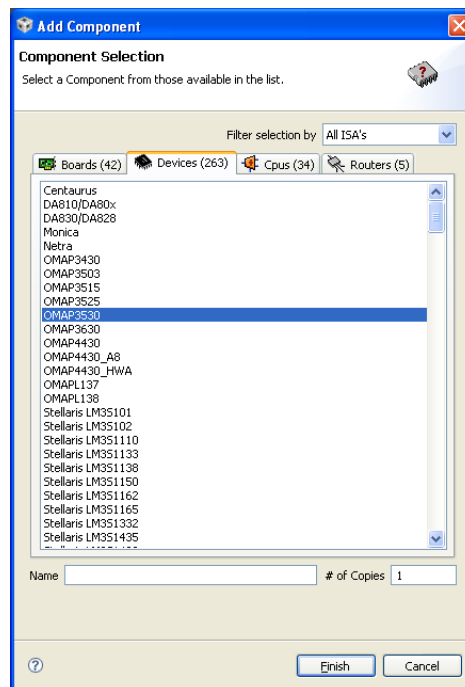 Add Component
Component Selection
Select a Component from those available in the list.
Filter selection by All ISA's
Boards (42) Devices (263) Cpus (34) Routers (5)
Centaurus
DA810/DA80x
DA830/DA828
Monica
Netra
OMAP3430
OMAP3503
OMAP3515
OMAP3525
OMAP3530
OMAP3630
OMAP4430
OMAP4430_A8
OMAP4430_HWA
OMAPL137
OMAPL138
Stellaris LM3S101
Stellaris LM3S102
Stellaris LM3S1110
Stellaris LM3S1133
Stellaris LM3S1138
Stellaris LM3S1150
Stellaris LM3S1162
Stellaris LM3S1165
Stellaris LM3S1332
Stellaris LM3S1435
Name # of Copies 1
Finish Cancel